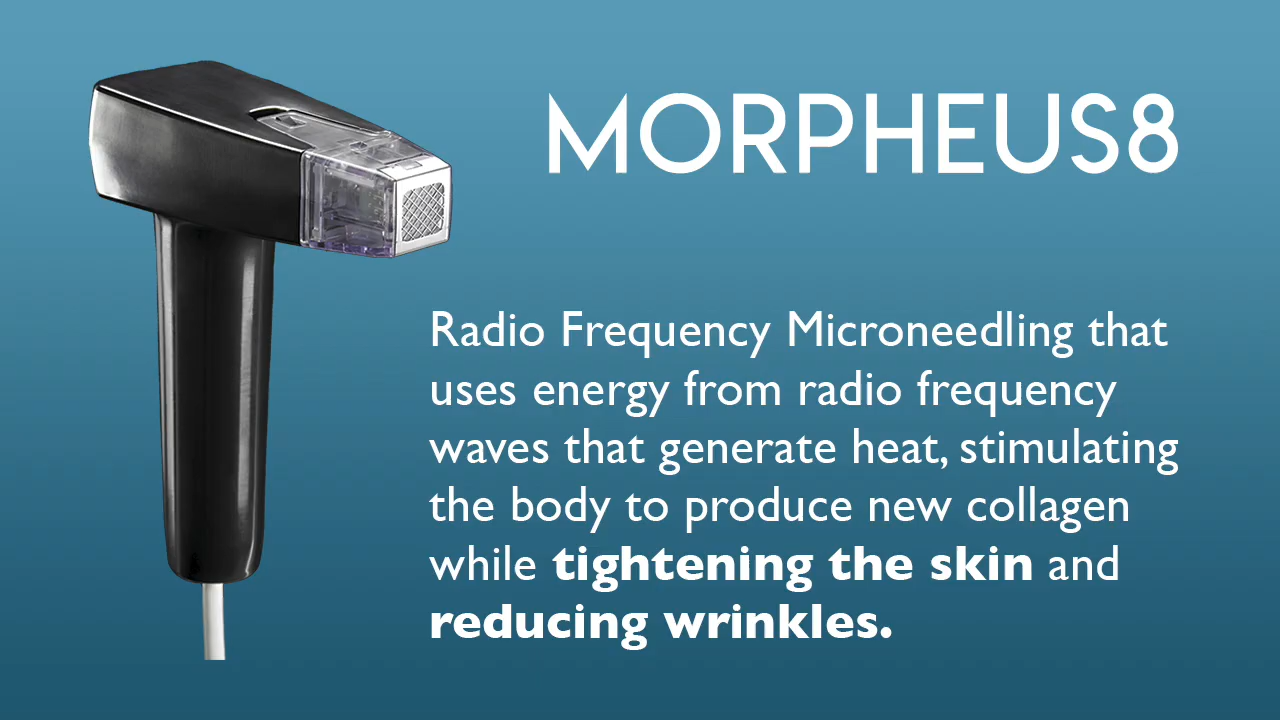 MORPHEUS8
Radio Frequency Microneedling that
uses energy from radio frequency
waves that generate heat, stimulating
the body to produce new collagen
while tightening the skin and
reducing wrinkles.